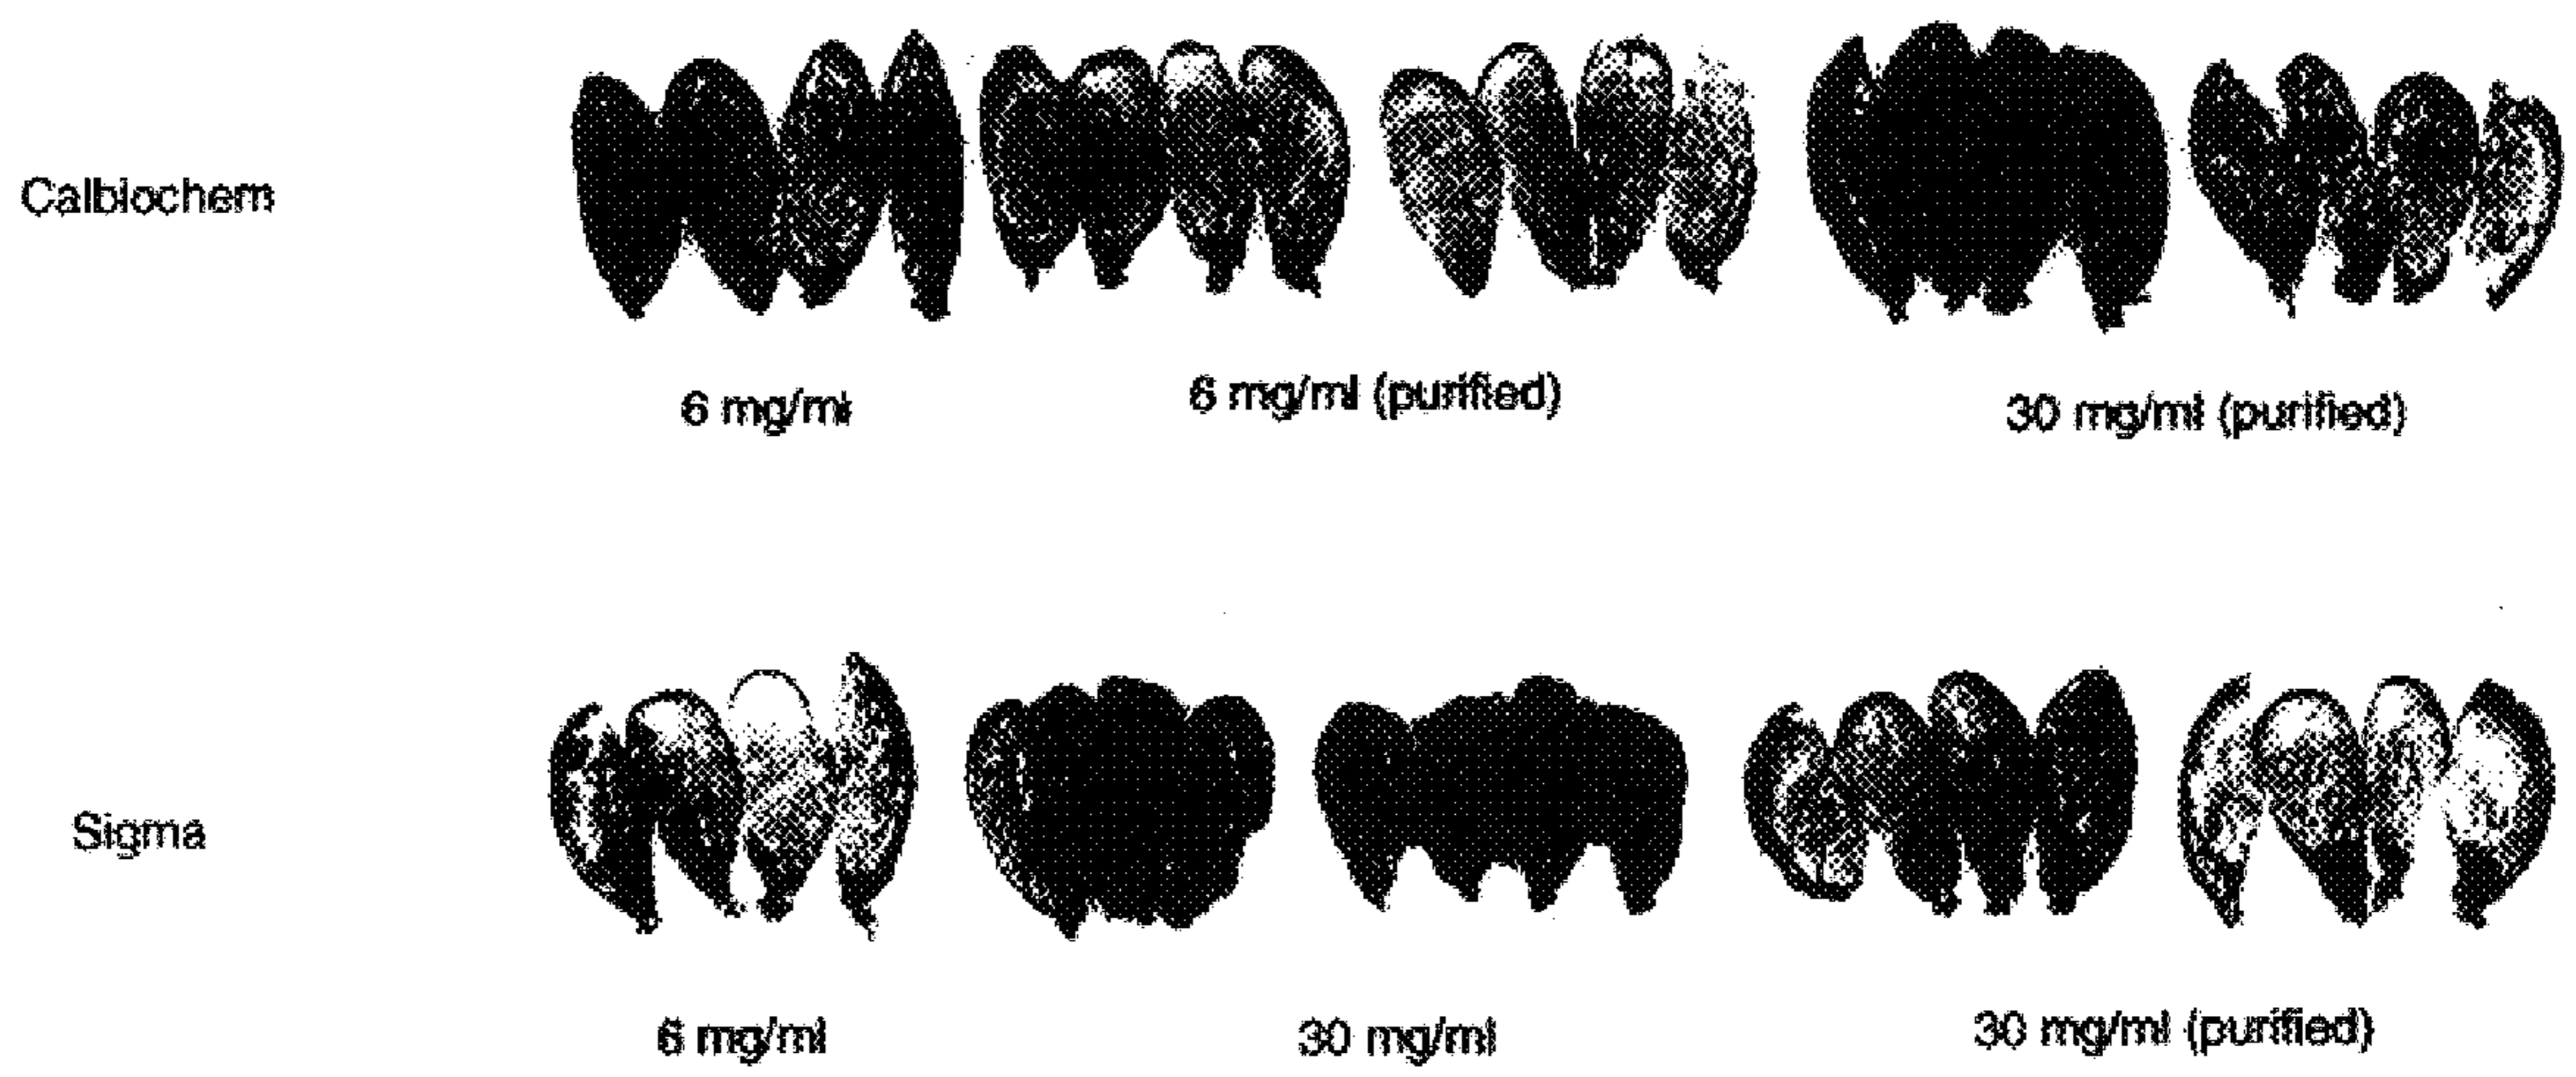 Calbiochem
6 mg/ml
6 mg/ml (purified)
30 mg/ml (purified)
Sigma
6 mg/ml
30 mg/ml
30 mg/ml (purified)